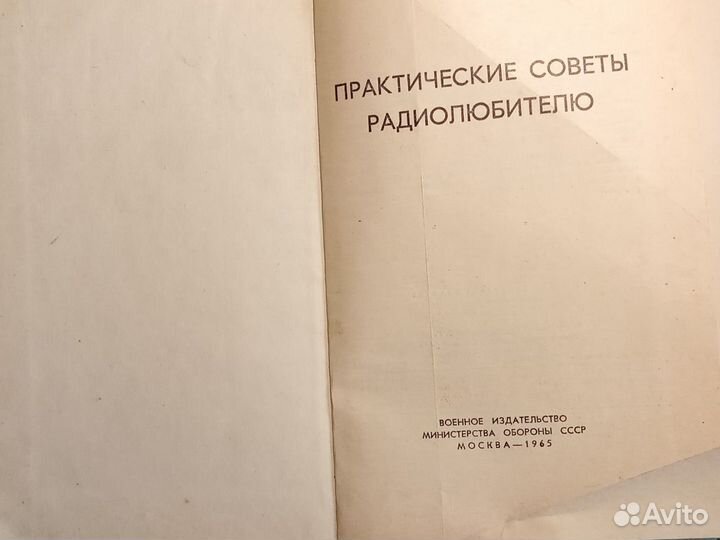 ПРАКТИЧЕСКИЕ СОВЕТЫ
РАДИОЛЮБИТЕЛЮ
ВОЕННОЕ ИЗДАТЕЛЬСТВО
МИНИСТЕРСТВА ОБОРОНЫ СССР
МОСКВА—1965
Avito